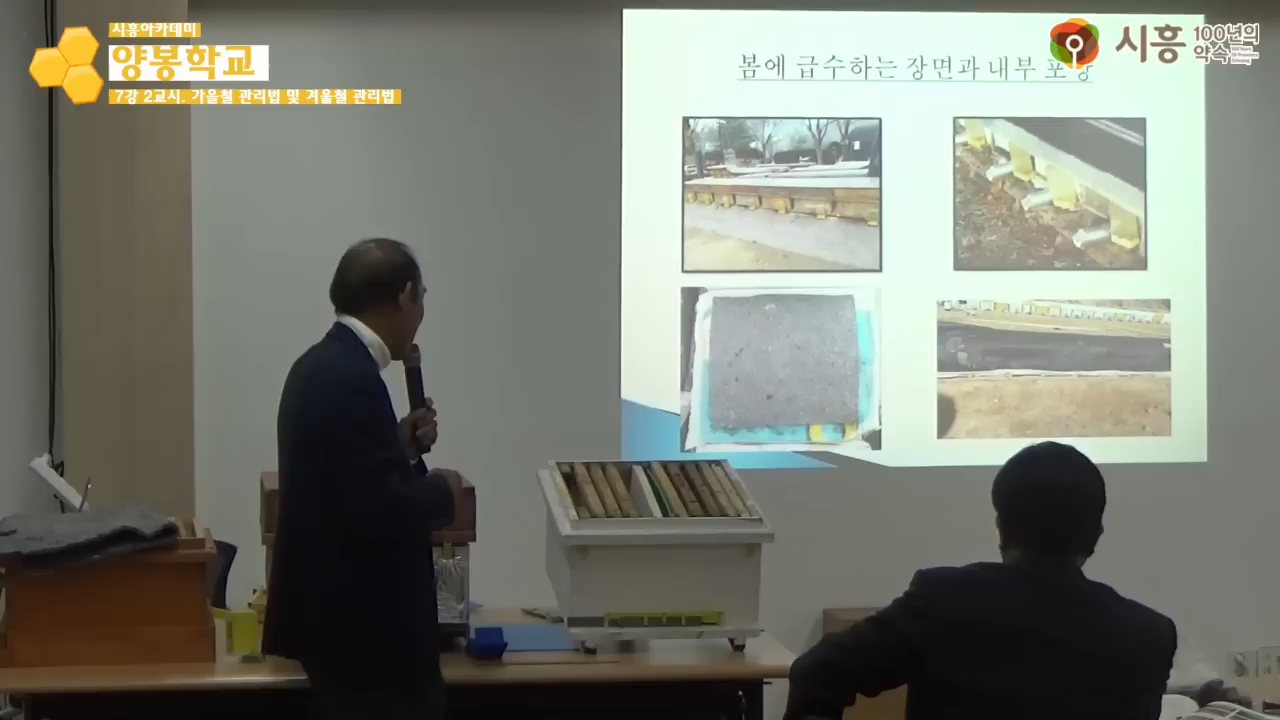 시흥아카데미
양봉학교
7강 2교시. 가을철 관리법 및 겨울철 관리법
시흥 100년의
약속
봄에 급수하는 장면과 내부 포장